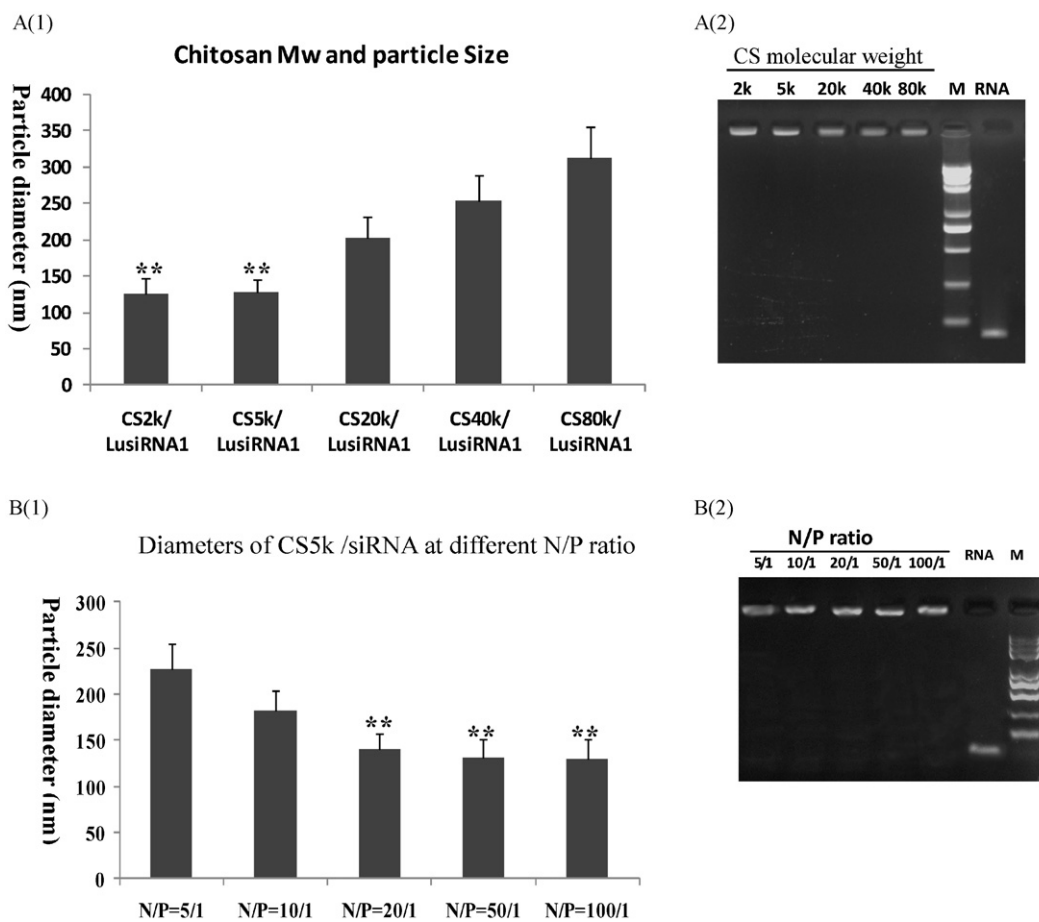 A(1)
Chitosan Mw and particle Size
Particle diameter (nm)
400
350
300
250
200
150
100
50
0
**
**
CS2k/ CS5k/ CS20k/ CS40k/ CS80k/
LusiRNA1 LusiRNA1 LusiRNA1 LusiRNA1 LusiRNA1
A(2)
CS molecular weight
2k 5k 20k 40k 80k M RNA
B(1)
Diameters of CS5k /siRNA at different N/P ratio
Particle diameter (nm)
300
250
200
150
100
50
0
**
**
**
N/P=5/1 N/P=10/1 N/P=20/1 N/P=50/1 N/P=100/1
B(2)
N/P ratio
5/1 10/1 20/1 50/1 100/1 RNA M